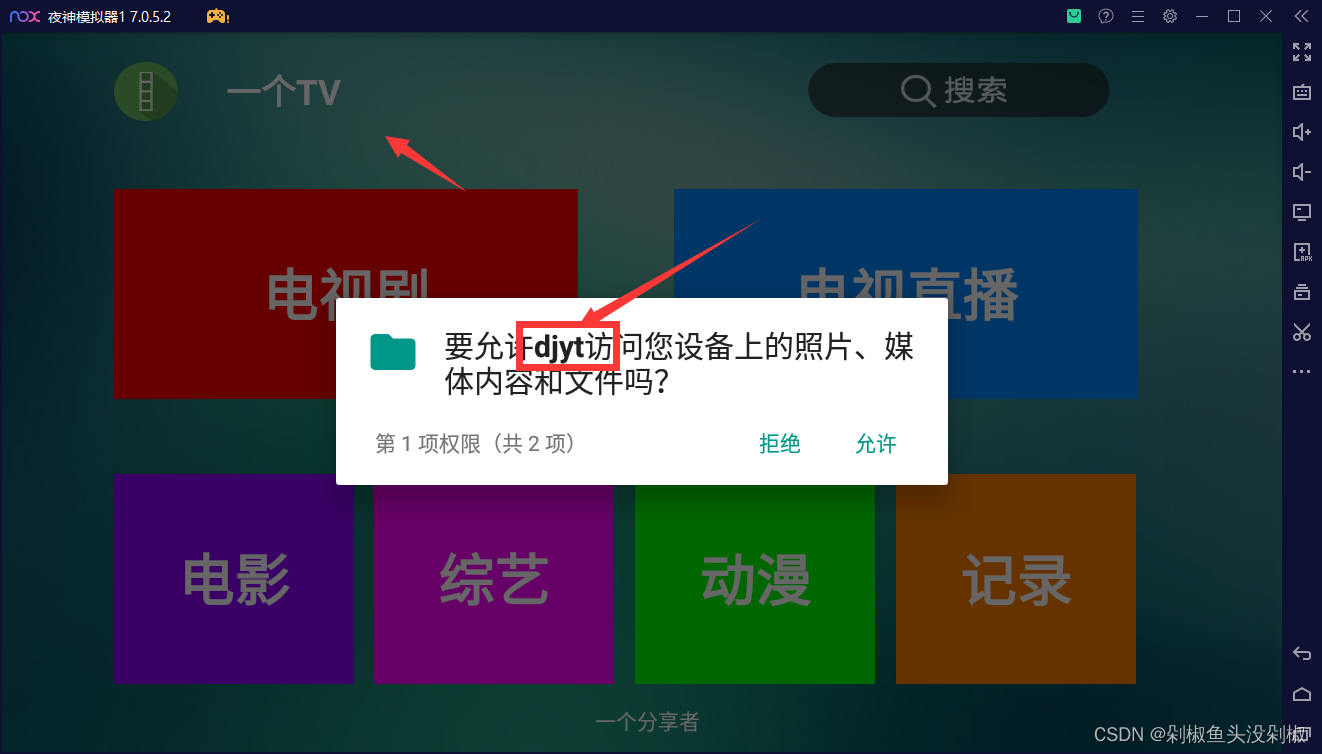 nox 夜神模拟器1 7.0.5.2
一个TV
搜索
电视剧
电视直播
要允许djyt访问您设备上的照片、媒
体内容和文件吗?
第 1 项权限（共 2 项）
拒绝
允许
电影
综艺
动漫
记录
一个分享者
CSDN @剁椒鱼头没剁椒